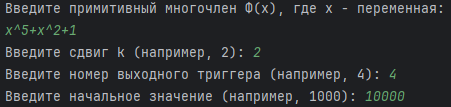 Введите примитивный многочлен Φ(x), где x - переменная:
x^5+x^2+1
Введите сдвиг k (например, 2): 2
Введите номер выходного триггера (например, 4): 4
Введите начальное значение (например, 1000): 10000